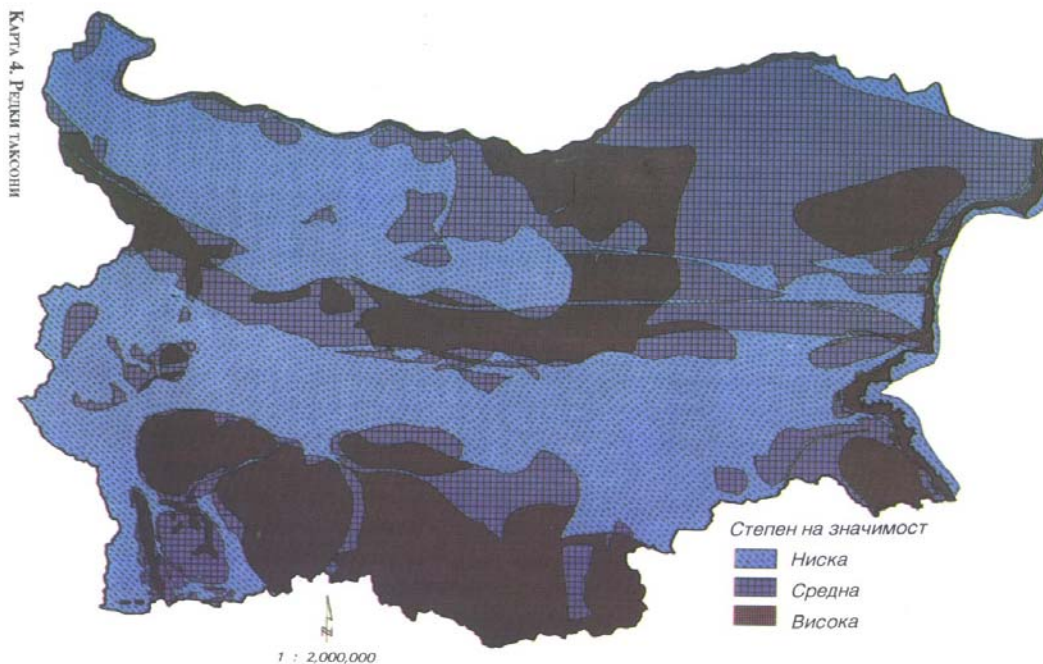 КАРТА 4. РЕДКИ ТАКСОНИ
Степен на значимост
Ниска
Средна
Висока
N
1 : 2,000,000